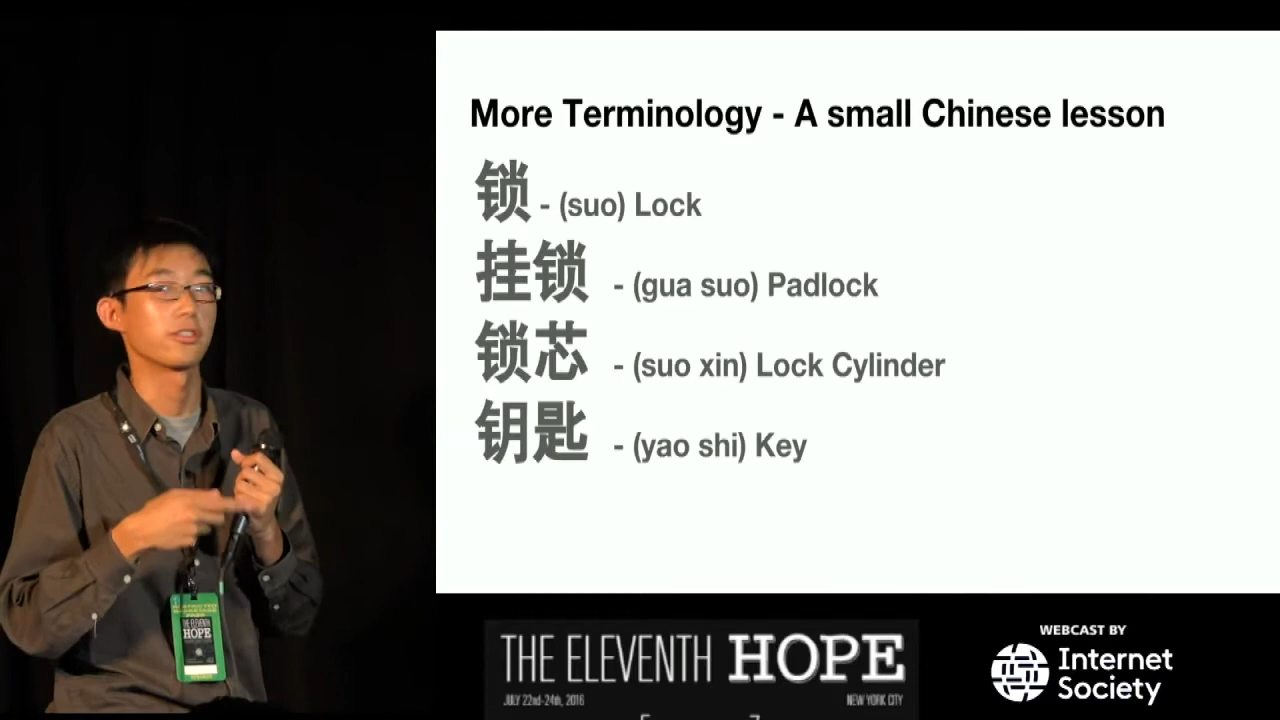 More Terminology - A small Chinese lesson
锁 - (suo) Lock
挂锁 - (gua suo) Padlock
锁芯 - (suo xin) Lock Cylinder
钥匙 - (yao shi) Key
HOPE
THE ELEVENTH HOPE
JULY 22nd-24th, 2016 NEW YORK CITY
WEBCAST BY
Internet
Society